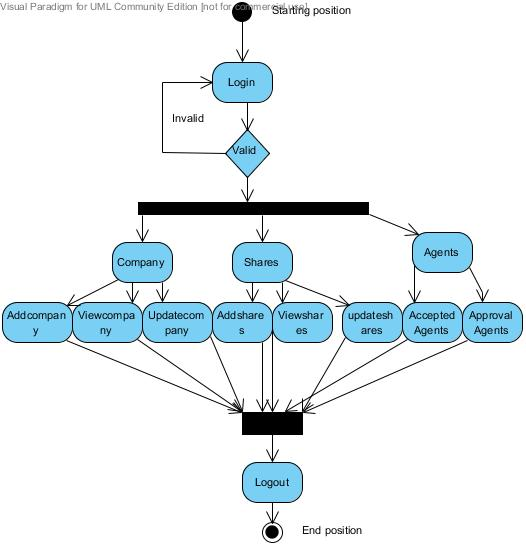 Visual Paradigm for UML Community Edition [not for commercial use]
Starting position
Login
Invalid
Valid
Company
Shares
Agents
Addcompan
y
Viewcompa
ny
Updatecom
pany
Addshare
s
Viewshar
es
updatesh
ares
Accepted
Agents
Approval
Agents
Logout
End position